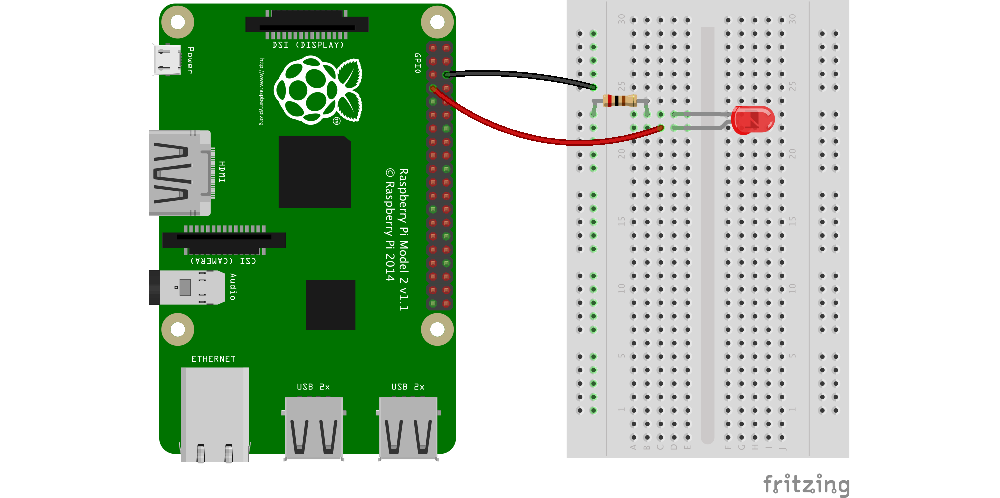 DSI (DISPLAY)
Power
http://www.raspberrypi.org
GPIO
HDMI
Raspberry Pi Model 2 v1.1
© Raspberry Pi 2014
CSI (CAMERA)
Audio
ETHERNET
USB 2x
USB 2x
30
30
25
25
20
20
15
15
10
10
5
5
1
1
A B C D E
F G H I J
fritzing